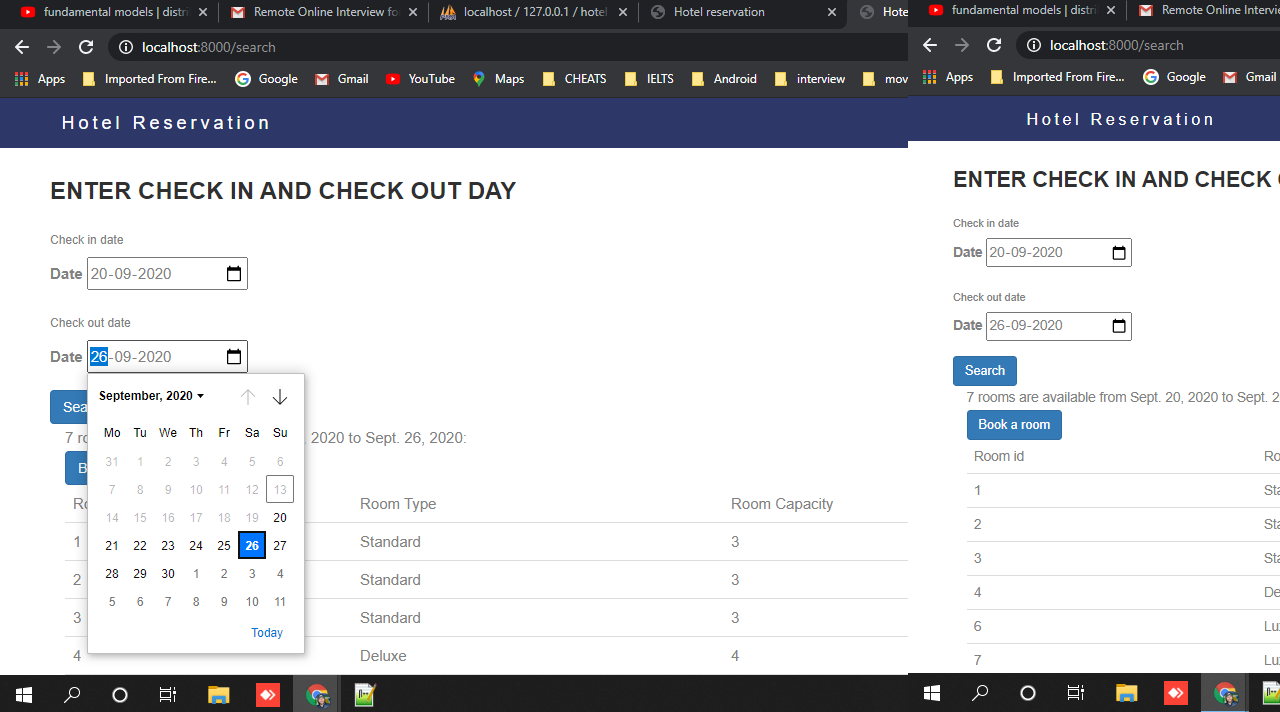 fundamental models | distri
Remote Online Interview fo
localhost / 127.0.0.1 / hotel
Hotel reservation
Hote
localhost:8000/search
Apps
Imported From Fire...
Google
Gmail
YouTube
Maps
CHEATS
IELTS
Android
interview
mov
Hotel Reservation
ENTER CHECK IN AND CHECK OUT DAY
Check in date
Date 20-09-2020
Check out date
Date 26-09-2020
September, 2020
Mo Tu We Th Fr Sa Su
31 1 2 3 4 5 6
7 8 9 10 11 12 13
14 15 16 17 18 19 20
21 22 23 24 25 26 27
28 29 30 1 2 3 4
5 6 7 8 9 10 11
Today
Sea
7 ro , 2020 to Sept. 26, 2020:
B
Ro Room Type Room Capacity
1 Standard 3
2 Standard 3
3 Standard 3
4 Deluxe 4
fundamental models | distri
Remote Online Intervie
localhost:8000/search
Apps
Imported From Fire...
Google
Gmail
Hotel Reservation
ENTER CHECK IN AND CHECK
Check in date
Date 20-09-2020
Check out date
Date 26-09-2020
Search
7 rooms are available from Sept. 20, 2020 to Sept. 2
Book a room
Room id Ro
1 Sta
2 Sta
3 Sta
4 De
6 Lux
7 Lux